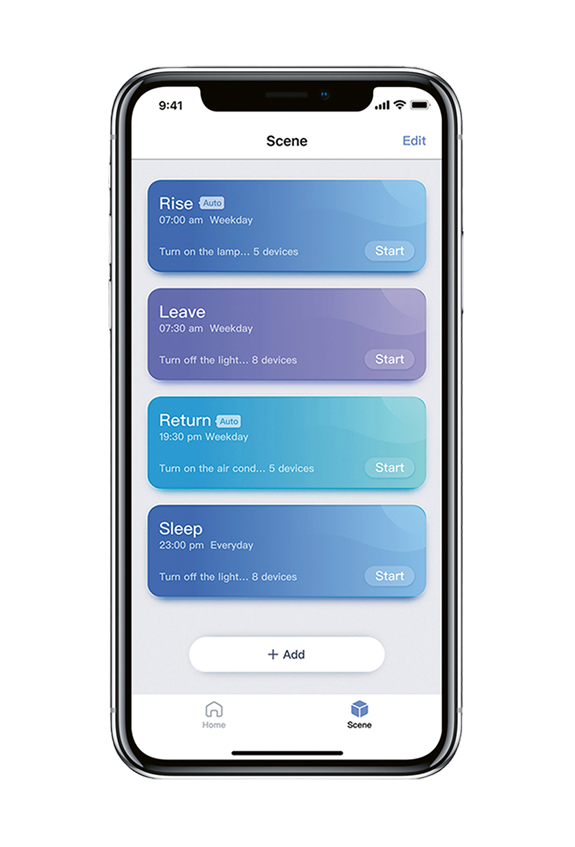 9:41
Scene
Edit
Rise Auto
07:00 am Weekday
Turn on the lamp... 5 devices
Start
Leave
07:30 am Weekday
Turn off the light... 8 devices
Start
Return Auto
19:30 pm Weekday
Turn on the air cond... 5 devices
Start
Sleep
23:00 pm Everyday
Turn off the light... 8 devices
Start
+ Add
Home
Scene